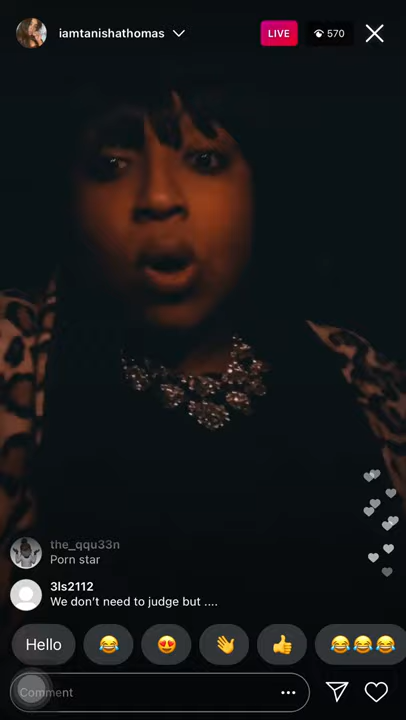 iamtanishathomas
LIVE
570
the_qqu33n
Porn star
3ls2112
We don't need to judge but ....
Hello
Comment